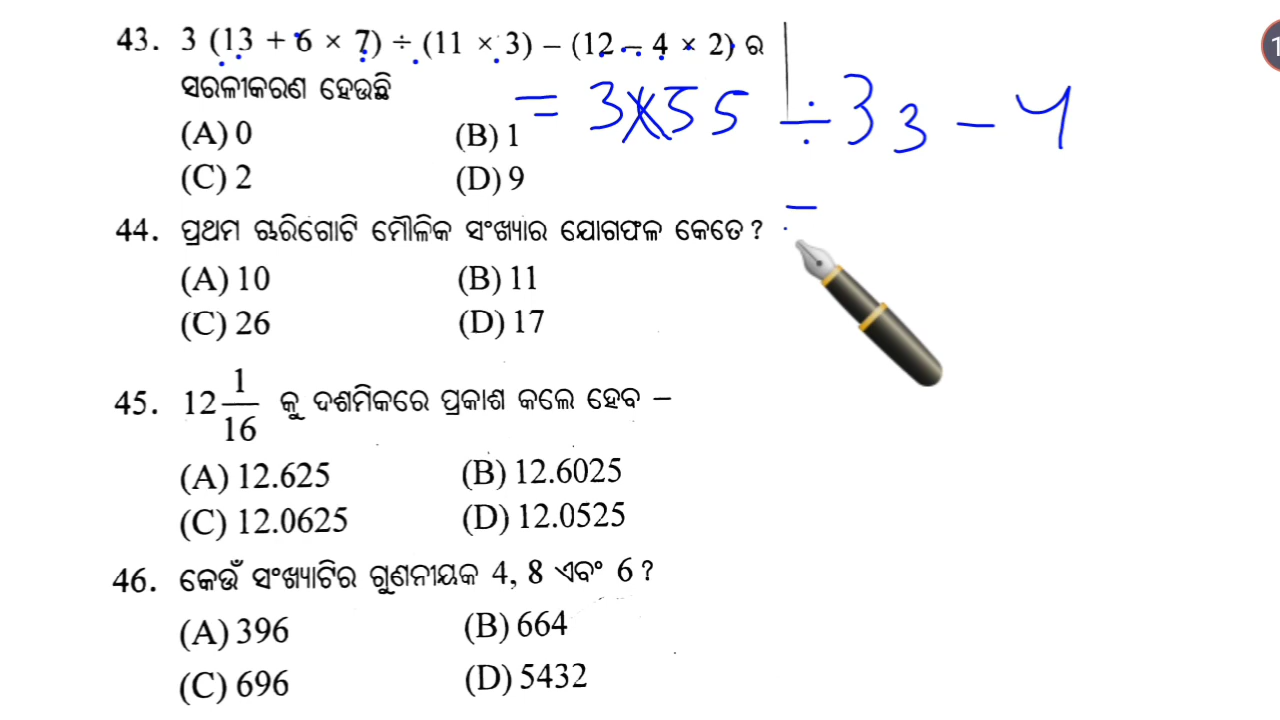 43. 3 (13 + 6 × 7) ÷ (11 × 3) – (12 – 4 × 2) ର
ସରଳୀକରଣ ହେଉଛି
= 3 × 55 ÷ 33 – 4
(A) 0 (B) 1
(C) 2 (D) 9
=
44. ପ୍ରଥମ ଋରିଗୋଟି ମୌଳିକ ସଂଖ୍ୟାର ଯୋଗଫଳ କେତେ ?
(A) 10 (B) 11
(C) 26 (D) 17
45. 12 1/16 କୁ ଦଶମିକରେ ପ୍ରକାଶ କଲେ ହେବ –
(A) 12.625 (B) 12.6025
(C) 12.0625 (D) 12.0525
46. କେଉଁ ସଂଖ୍ୟାଟିର ଗୁଣନୀୟକ 4, 8 ଏବଂ 6 ?
(A) 396 (B) 664
(C) 696 (D) 5432